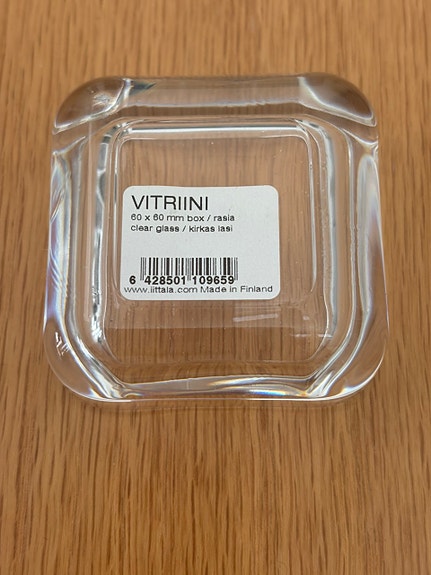 VITRIINI
60 x 60 mm box / rasia
clear glass / kirkas lasi
6 428501 109659
www.iittala.com Made in Finland